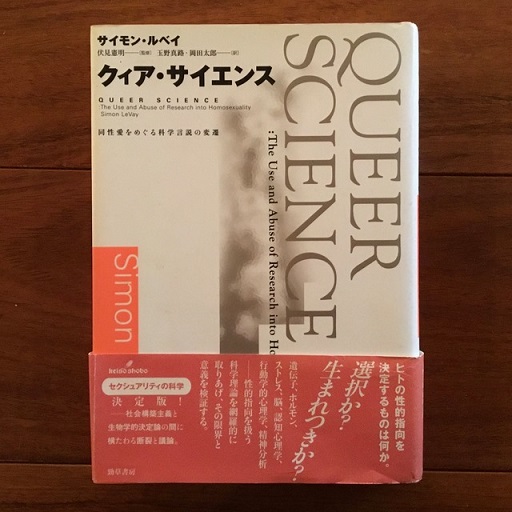 サイモン・ルベイ
伏見憲明――[監修] 玉野真路・岡田太郎――[訳]
クィア・サイエンス
QUEER SCIENCE
:The Use and Abuse of Research into Homosexuality
Simon LeVay
同性愛をめぐる科学言説の変遷
QUEER
SCIENCE
:The Use and Abuse of Research into Ho
Simon
ヒトの性的指向を
決定するものは何か。
選択か?
生まれつきか?
遺伝子、ホルモン、
ストレス、脳、認知心理学、
行動学的心理学、精神分析
――性的指向を扱う
科学理論を網羅的に
取りあげ、その限界と
意義を検証する。
keiso shobo
セクシュアリティの科学
決定版!
――社会構築主義と
生物学的決定論の間に
横たわる断裂と議論。
勁草書房